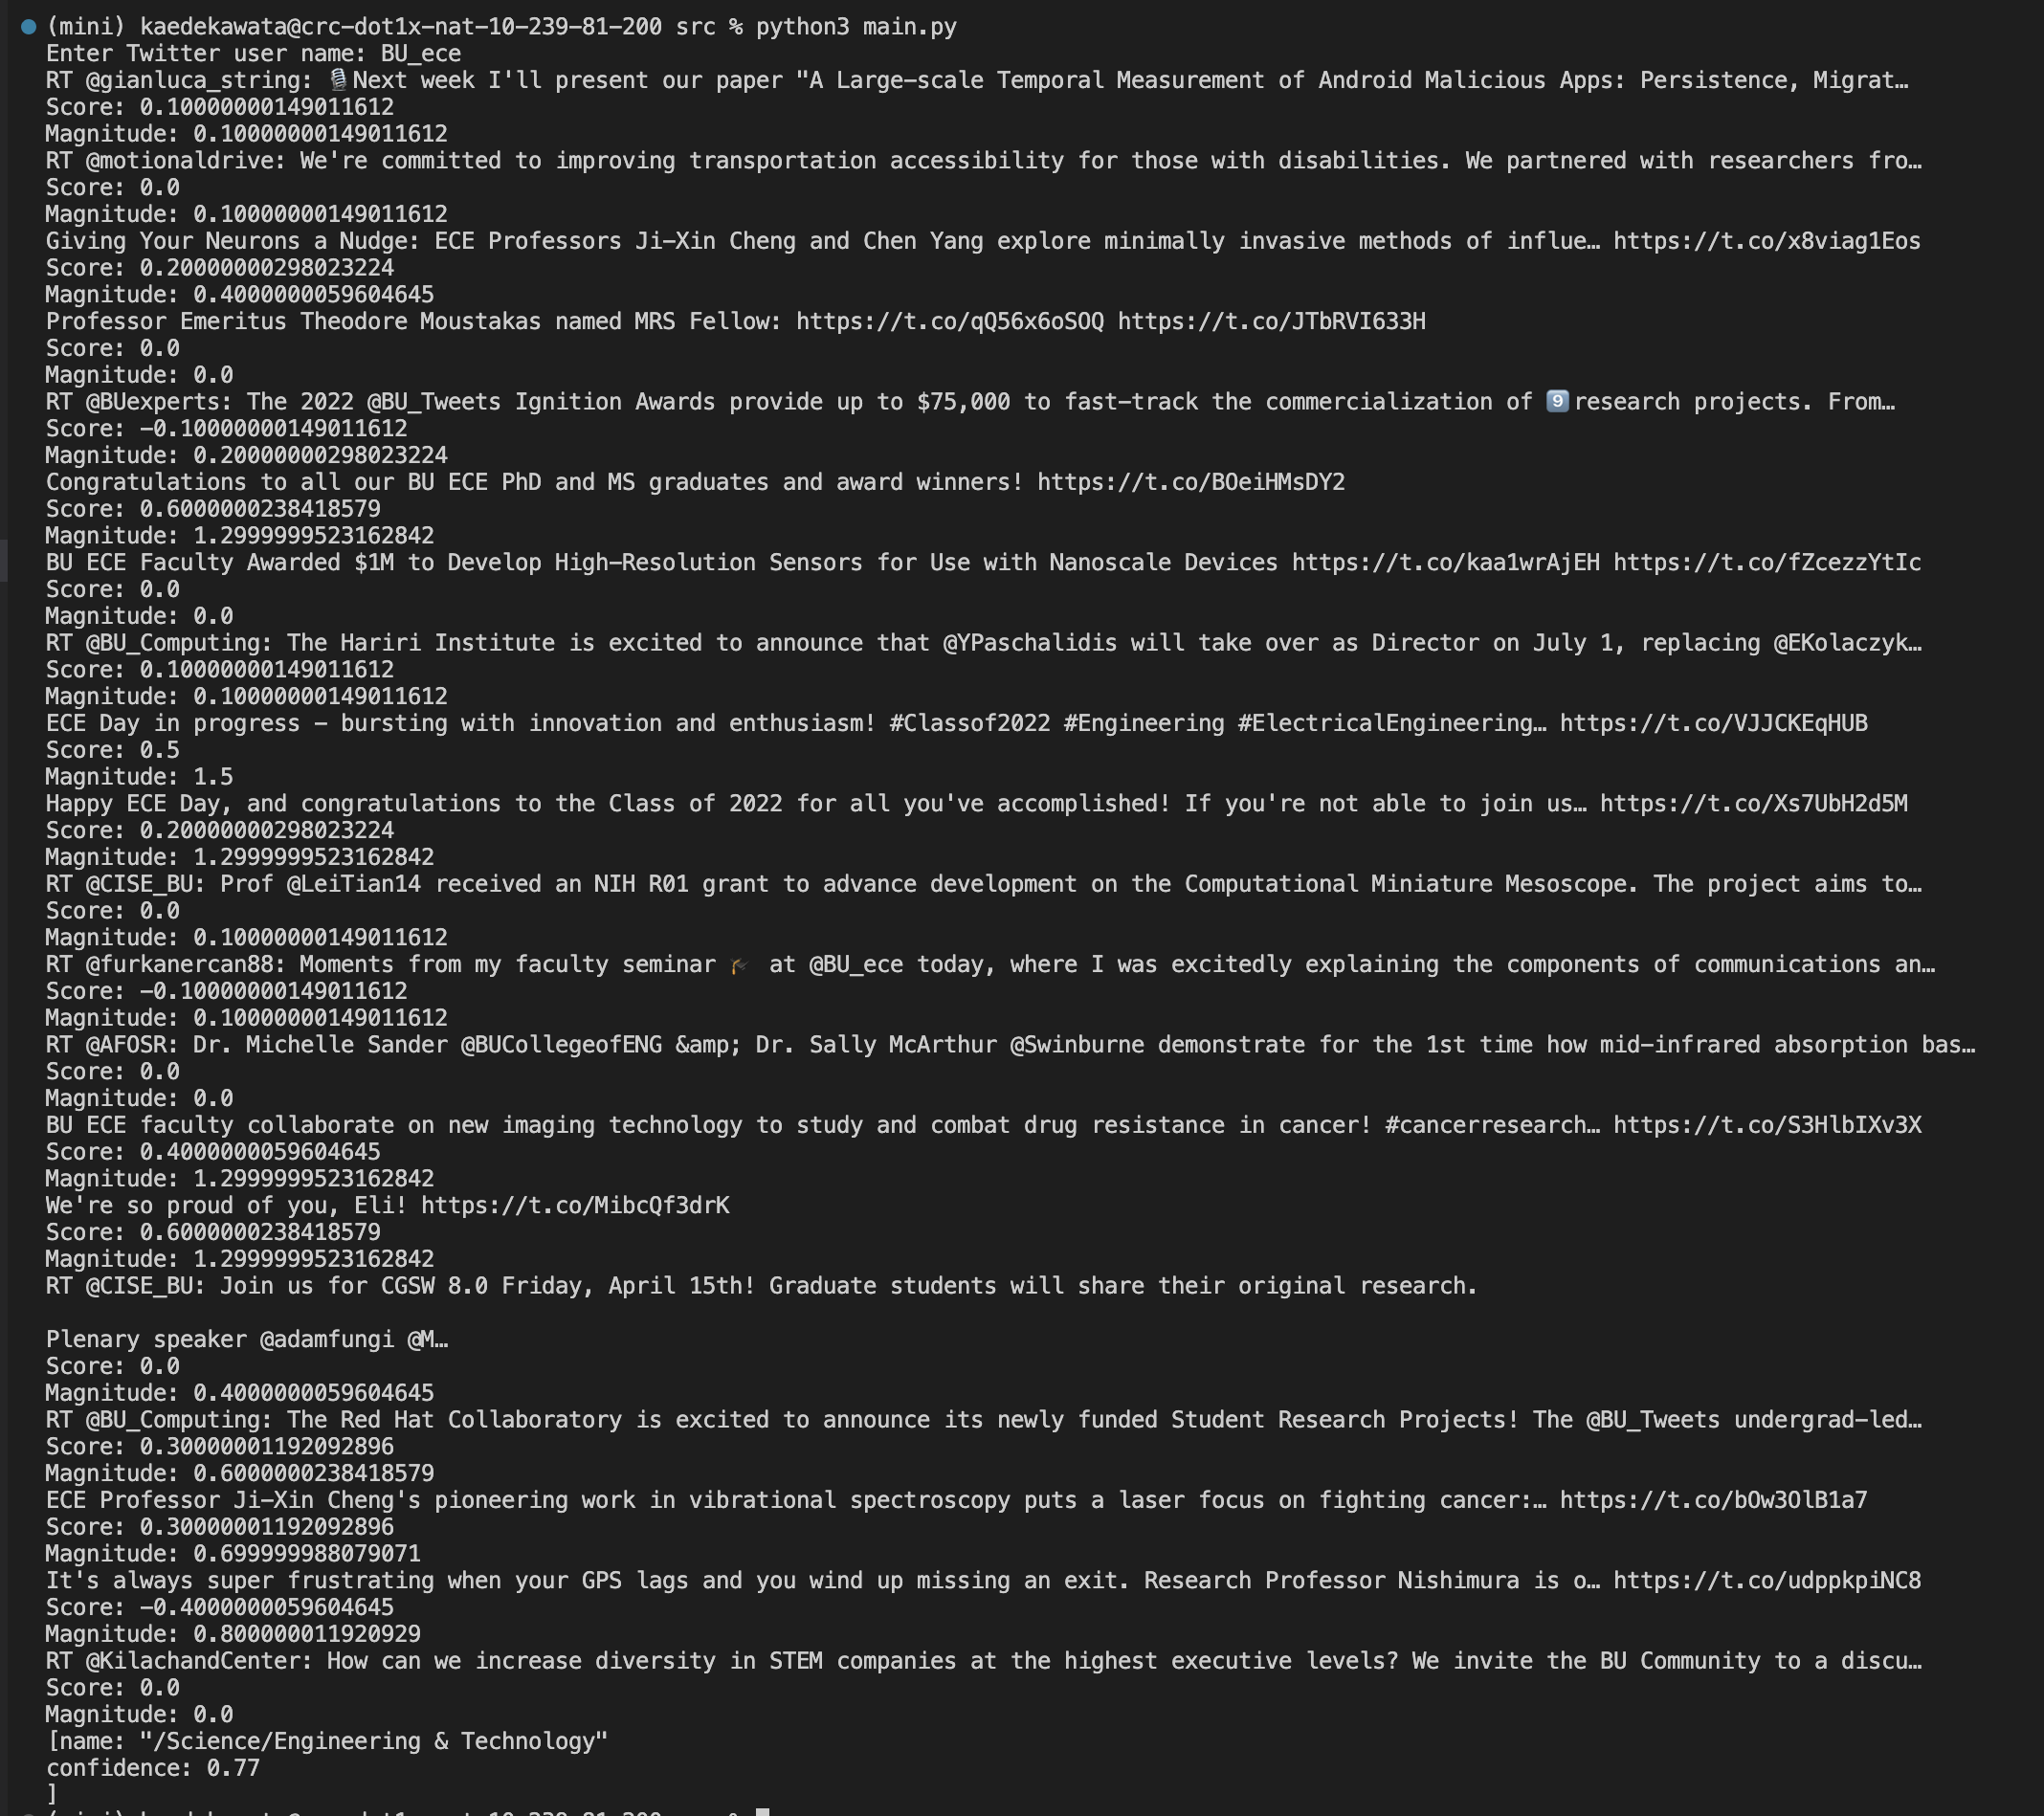 (mini) kaedekawata@crc-dot1x-nat-10-239-81-200 src % python3 main.py
Enter Twitter user name: BU_ece
RT @gianluca_string: 🎙Next week I'll present our paper "A Large-scale Temporal Measurement of Android Malicious Apps: Persistence, Migrat…
Score: 0.10000000149011612
Magnitude: 0.10000000149011612
RT @motionaldrive: We're committed to improving transportation accessibility for those with disabilities. We partnered with researchers fro…
Score: 0.0
Magnitude: 0.10000000149011612
Giving Your Neurons a Nudge: ECE Professors Ji-Xin Cheng and Chen Yang explore minimally invasive methods of influe… https://t.co/x8viag1Eos
Score: 0.20000000298023224
Magnitude: 0.4000000059604645
Professor Emeritus Theodore Moustakas named MRS Fellow: https://t.co/qQ56x6oSOQ https://t.co/JTbRVI633H
Score: 0.0
Magnitude: 0.0
RT @BUexperts: The 2022 @BU_Tweets Ignition Awards provide up to $75,000 to fast-track the commercialization of 9️⃣research projects. From…
Score: -0.10000000149011612
Magnitude: 0.20000000298023224
Congratulations to all our BU ECE PhD and MS graduates and award winners! https://t.co/BOeiHMsDY2
Score: 0.6000000238418579
Magnitude: 1.2999999523162842
BU ECE Faculty Awarded $1M to Develop High-Resolution Sensors for Use with Nanoscale Devices https://t.co/kaa1wrAjEH https://t.co/fZcezzYtIc
Score: 0.0
Magnitude: 0.0
RT @BU_Computing: The Hariri Institute is excited to announce that @YPaschalidis will take over as Director on July 1, replacing @EKolaczyk…
Score: 0.10000000149011612
Magnitude: 0.10000000149011612
ECE Day in progress - bursting with innovation and enthusiasm! #Classof2022 #Engineering #ElectricalEngineering… https://t.co/VJJCKEqHUB
Score: 0.5
Magnitude: 1.5
Happy ECE Day, and congratulations to the Class of 2022 for all you've accomplished! If you're not able to join us… https://t.co/Xs7UbH2d5M
Score: 0.20000000298023224
Magnitude: 1.2999999523162842
RT @CISE_BU: Prof @LeiTian14 received an NIH R01 grant to advance development on the Computational Miniature Mesoscope. The project aims to…
Score: 0.0
Magnitude: 0.10000000149011612
RT @furkanercan88: Moments from my faculty seminar 🎓 at @BU_ece today, where I was excitedly explaining the components of communications an…
Score: -0.10000000149011612
Magnitude: 0.10000000149011612
RT @AFOSR: Dr. Michelle Sander @BUCollegeofENG &amp; Dr. Sally McArthur @Swinburne demonstrate for the 1st time how mid-infrared absorption bas…
Score: 0.0
Magnitude: 0.0
BU ECE faculty collaborate on new imaging technology to study and combat drug resistance in cancer! #cancerresearch… https://t.co/S3HlbIXv3X
Score: 0.4000000059604645
Magnitude: 1.2999999523162842
We're so proud of you, Eli! https://t.co/MibcQf3drK
Score: 0.6000000238418579
Magnitude: 1.2999999523162842
RT @CISE_BU: Join us for CGSW 8.0 Friday, April 15th! Graduate students will share their original research.
Plenary speaker @adamfungi @M…
Score: 0.0
Magnitude: 0.4000000059604645
RT @BU_Computing: The Red Hat Collaboratory is excited to announce its newly funded Student Research Projects! The @BU_Tweets undergrad-led…
Score: 0.30000001192092896
Magnitude: 0.6000000238418579
ECE Professor Ji-Xin Cheng's pioneering work in vibrational spectroscopy puts a laser focus on fighting cancer:… https://t.co/bOw3OlB1a7
Score: 0.30000001192092896
Magnitude: 0.699999988079071
It's always super frustrating when your GPS lags and you wind up missing an exit. Research Professor Nishimura is o… https://t.co/udppkpiNC8
Score: -0.4000000059604645
Magnitude: 0.800000011920929
RT @KilachandCenter: How can we increase diversity in STEM companies at the highest executive levels? We invite the BU Community to a discu…
Score: 0.0
Magnitude: 0.0
[name: "/Science/Engineering & Technology"
confidence: 0.77
]